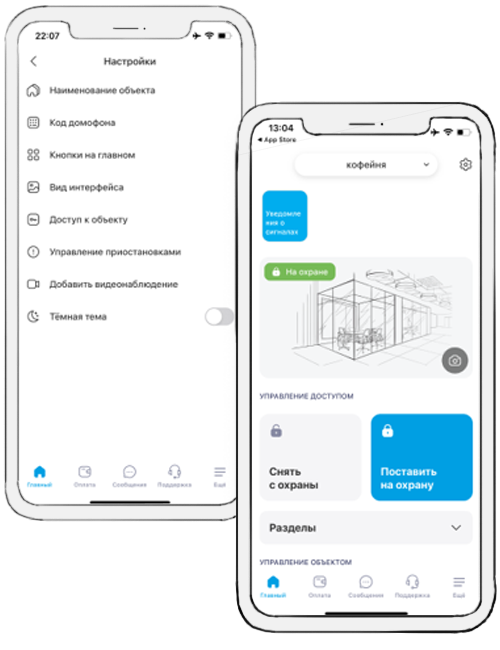 22:07
Настройки
Наименование объекта
Код домофона
Кнопки на главном
Вид интерфейса
Доступ к объекту
Управление приостановками
Добавить видеонаблюдение
Тёмная тема
Главный
Оплата
Сообщения
Поддержка
Ещё
13:04
App Store
кофейня
Уведомле
ния о
сигналах
На охране
УПРАВЛЕНИЕ ДОСТУПОМ
Снять
с охраны
Поставить
на охрану
Разделы
УПРАВЛЕНИЕ ОБЪЕКТОМ
Главный
Оплата
Сообщения
Поддержка
Ещё